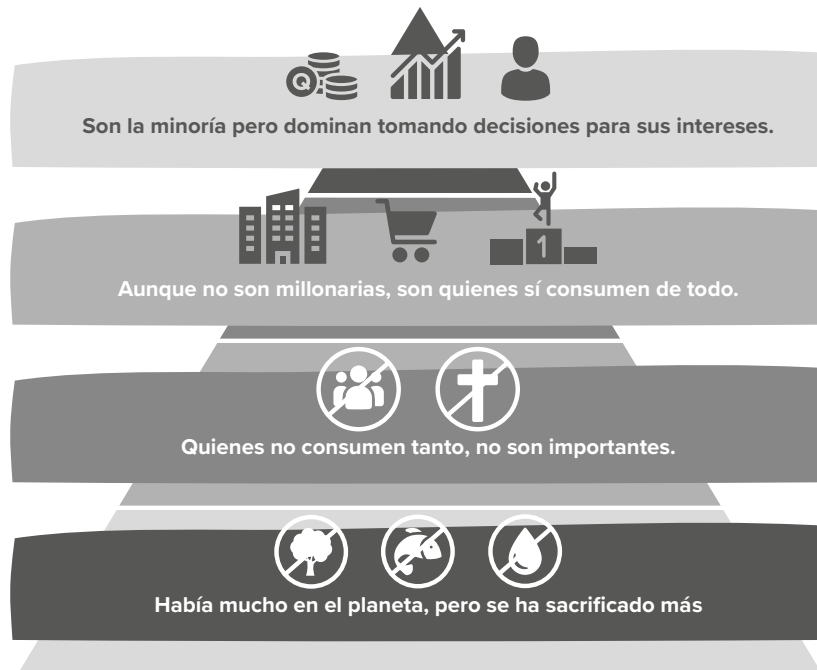 Q
Son la minoría pero dominan tomando decisiones para sus intereses.
1
Aunque no son millonarias, son quienes sí consumen de todo.
Quienes no consumen tanto, no son importantes.
Había mucho en el planeta, pero se ha sacrificado más